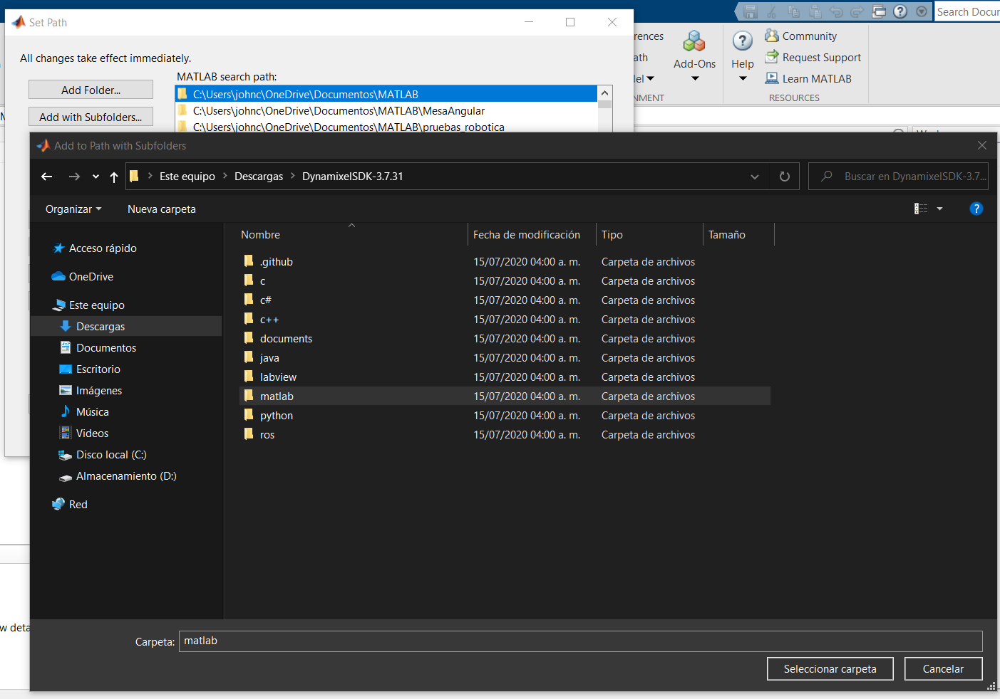 Search Docu
Set Path
All changes take effect immediately.
MATLAB search path:
Add Folder...
Add with Subfolders...
C:\Users\johnc\OneDrive\Documentos\MATLAB
C:\Users\johnc\OneDrive\Documentos\MATLAB\MesaAngular
C:\Users\johnc\OneDrive\Documentos\MATLAB\pruebas_robotica
rences
ath
el
NMENT
Add-Ons
Help
Community
Request Support
Learn MATLAB
RESOURCES
Add to Path with Subfolders
Este equipo > Descargas > DynamixelSDK-3.7.31
Buscar en DynamixelSDK-3.7...
Organizar Nueva carpeta
Acceso rápido
OneDrive
Este equipo
Descargas
Documentos
Escritorio
Imágenes
Música
Videos
Disco local (C:)
Almacenamiento (D:)
Red
Nombre Fecha de modificación Tipo Tamaño
.github 15/07/2020 04:00 a. m. Carpeta de archivos
c 15/07/2020 04:00 a. m. Carpeta de archivos
c# 15/07/2020 04:00 a. m. Carpeta de archivos
c++ 15/07/2020 04:00 a. m. Carpeta de archivos
documents 15/07/2020 04:00 a. m. Carpeta de archivos
java 15/07/2020 04:00 a. m. Carpeta de archivos
labview 15/07/2020 04:00 a. m. Carpeta de archivos
matlab 15/07/2020 04:00 a. m. Carpeta de archivos
python 15/07/2020 04:00 a. m. Carpeta de archivos
ros 15/07/2020 04:00 a. m. Carpeta de archivos
w deta
Carpeta: matlab
Seleccionar carpeta
Cancelar